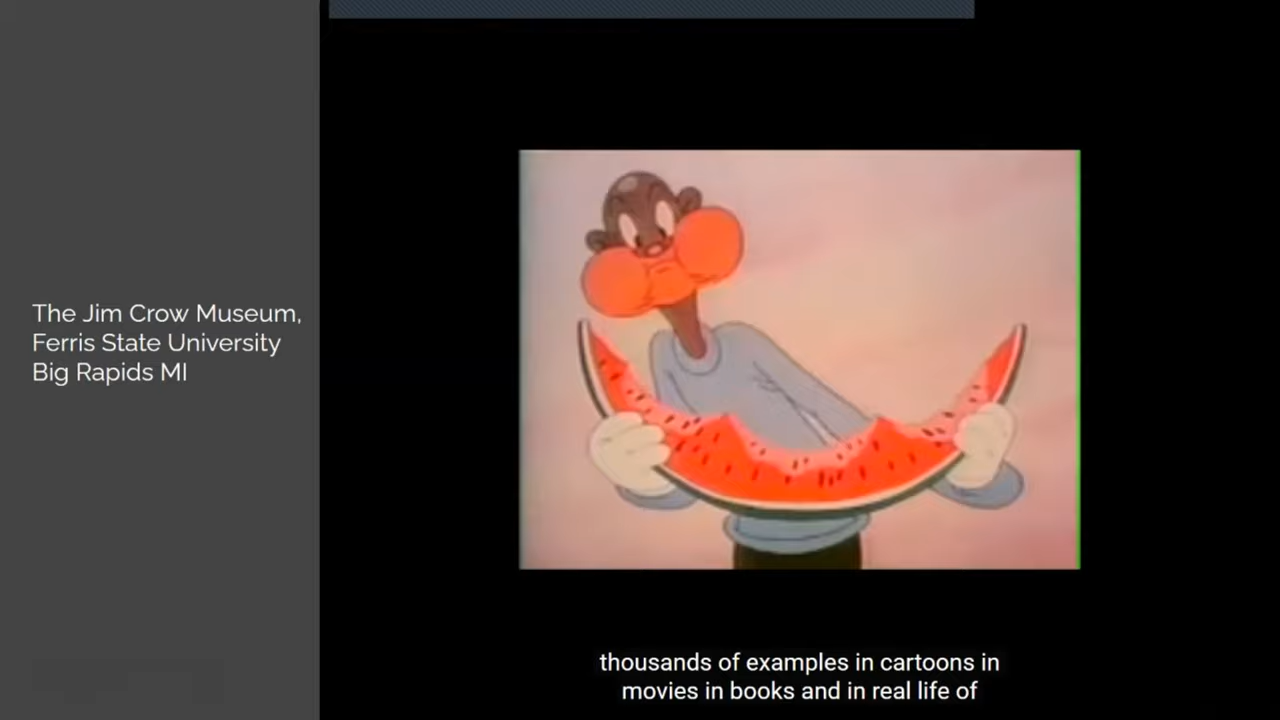 The Jim Crow Museum,
Ferris State University
Big Rapids MI
thousands of examples in cartoons in
movies in books and in real life of